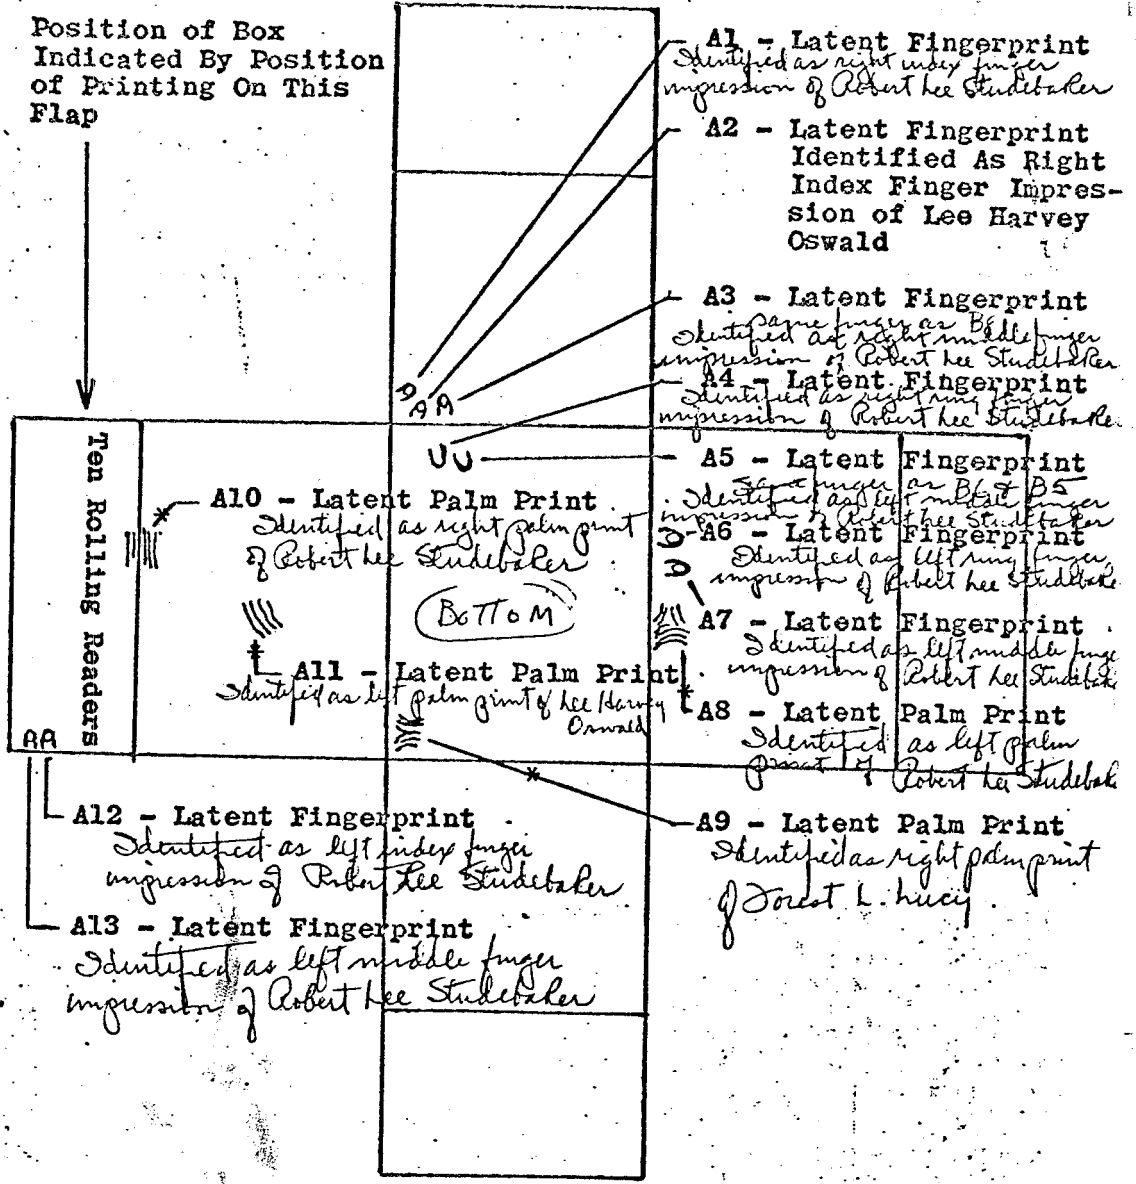 Position of Box
Indicated By Position
of Printing On This
Flap
A1 - Latent Fingerprint
Identified as right index finger
impression of Robert Lee Studebaker
A2 - Latent Fingerprint
Identified As Right
Index Finger Impres-
sion of Lee Harvey
Oswald
A3 - Latent Fingerprint
same finger as
Identified as right middle finger
impression of Robert Lee Studebaker
A4 - Latent Fingerprint
Identified as right ring finger
impression of Robert Lee Studebaker
A5 - Latent Fingerprint
same finger as B6 & B5
Identified as left middle finger
impression of Robert Lee Studebaker
A6 - Latent Fingerprint
Identified as left ring finger
impression of Robert Lee Studebake
A7 - Latent Fingerprint
Identified as left middle finge
impression of Robert Lee Studebak
A8 - Latent Palm Print
Identified as left palm
print of Robert Lee Studebak
A9 - Latent Palm Print
Identified as right palm print
of Forest L. Lucy
A10 - Latent Palm Print
Identified as right palm print
of Robert Lee Studebaker
BOTTOM
A11 - Latent Palm Print
Identified as left palm print of Lee Harvey
Oswald
Ten Rolling Readers
A12 - Latent Fingerprint
Identified as left index finger
impression of Robert Lee Studebaker
A13 - Latent Fingerprint
Identified as left middle finger
impression of Robert Lee Studebaker